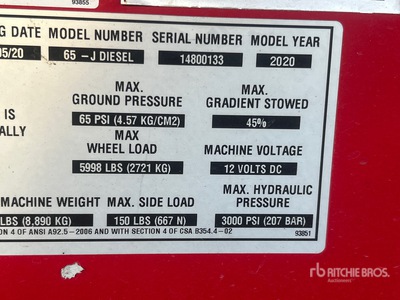 93855
G DATE MODEL NUMBER SERIAL NUMBER MODEL YEAR
05/20 65 - J DIESEL 14800133 2020
MAX. GROUND PRESSURE
MAX. GRADIENT STOWED
IS
ALLY
65 PSI (4.57 KG/CM2)
45%
MAX WHEEL LOAD
MACHINE VOLTAGE
5998 LBS (2721 KG)
12 VOLTS DC
MACHINE WEIGHT MAX. SIDE LOAD MAX. HYDRAULIC PRESSURE
LBS (8,890 KG) 150 LBS (667 N) 3000 PSI (207 BAR)
ON 4 OF ANSI A92.5-2006 AND WITH SECTION 4 OF CSA B354.4-02 93851
rb RITCHIE BROS.
Auctioneers